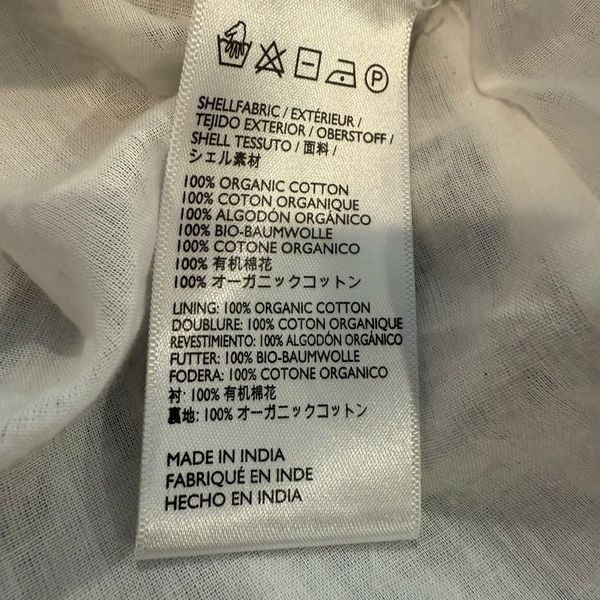 P
SHELLFABRIC / EXTÉRIEUR /
TEJIDO EXTERIOR / OBERSTOFF /
SHELL TESSUTO / 面料 /
シェル素材
100% ORGANIC COTTON
100% COTON ORGANIQUE
100% ALGODÓN ORGÁNICO
100% BIO-BAUMWOLLE
100% COTONE ORGANICO
100% 有机棉花
100% オーガニックコットン
LINING: 100% ORGANIC COTTON
DOUBLURE: 100% COTON ORGANIQUE
REVESTIMIENTO: 100% ALGODÓN ORGÁNICO
FUTTER: 100% BIO-BAUMWOLLE
FODERA: 100% COTONE ORGANICO
衬: 100% 有机棉花
裏地: 100% オーガニックコットン
MADE IN INDIA
FABRIQUÉ EN INDE
HECHO EN INDIA